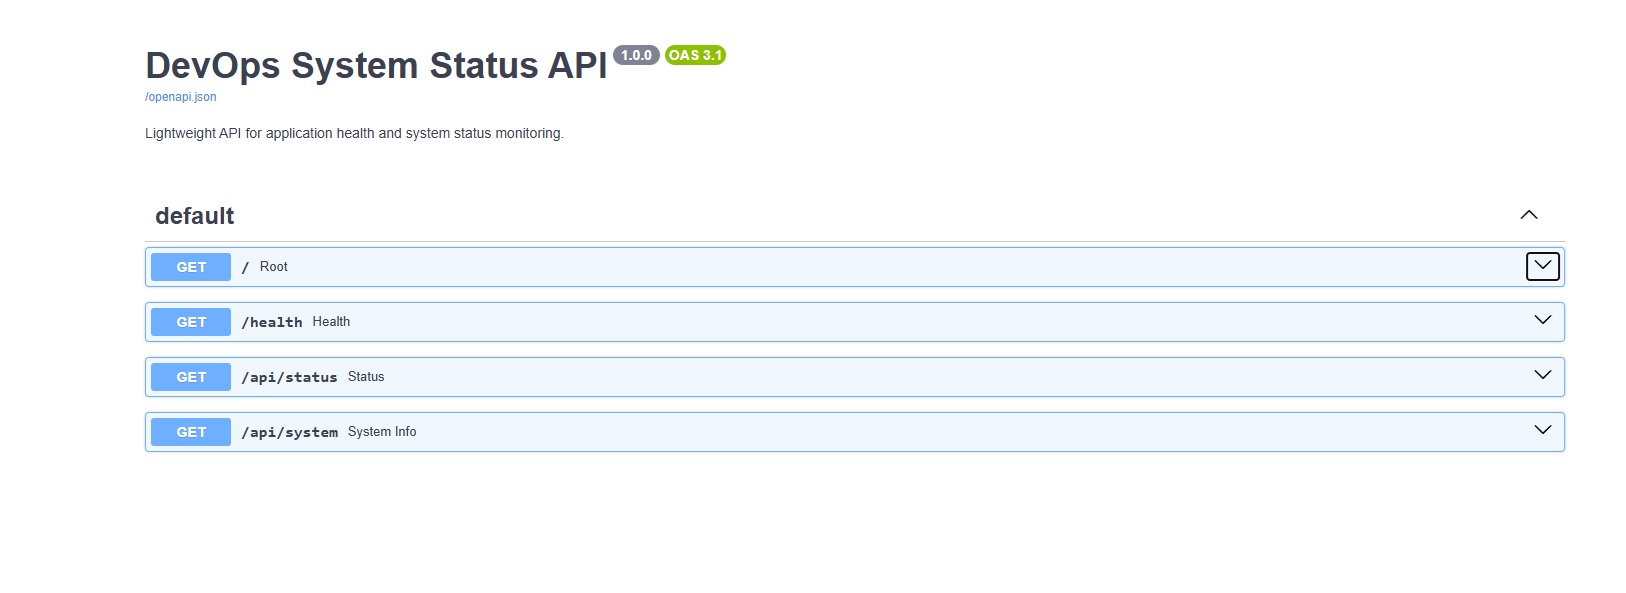 DevOps System Status API 1.0.0 OAS 3.1
/openapi.json
Lightweight API for application health and system status monitoring.
default
GET / Root
GET /health Health
GET /api/status Status
GET /api/system System Info